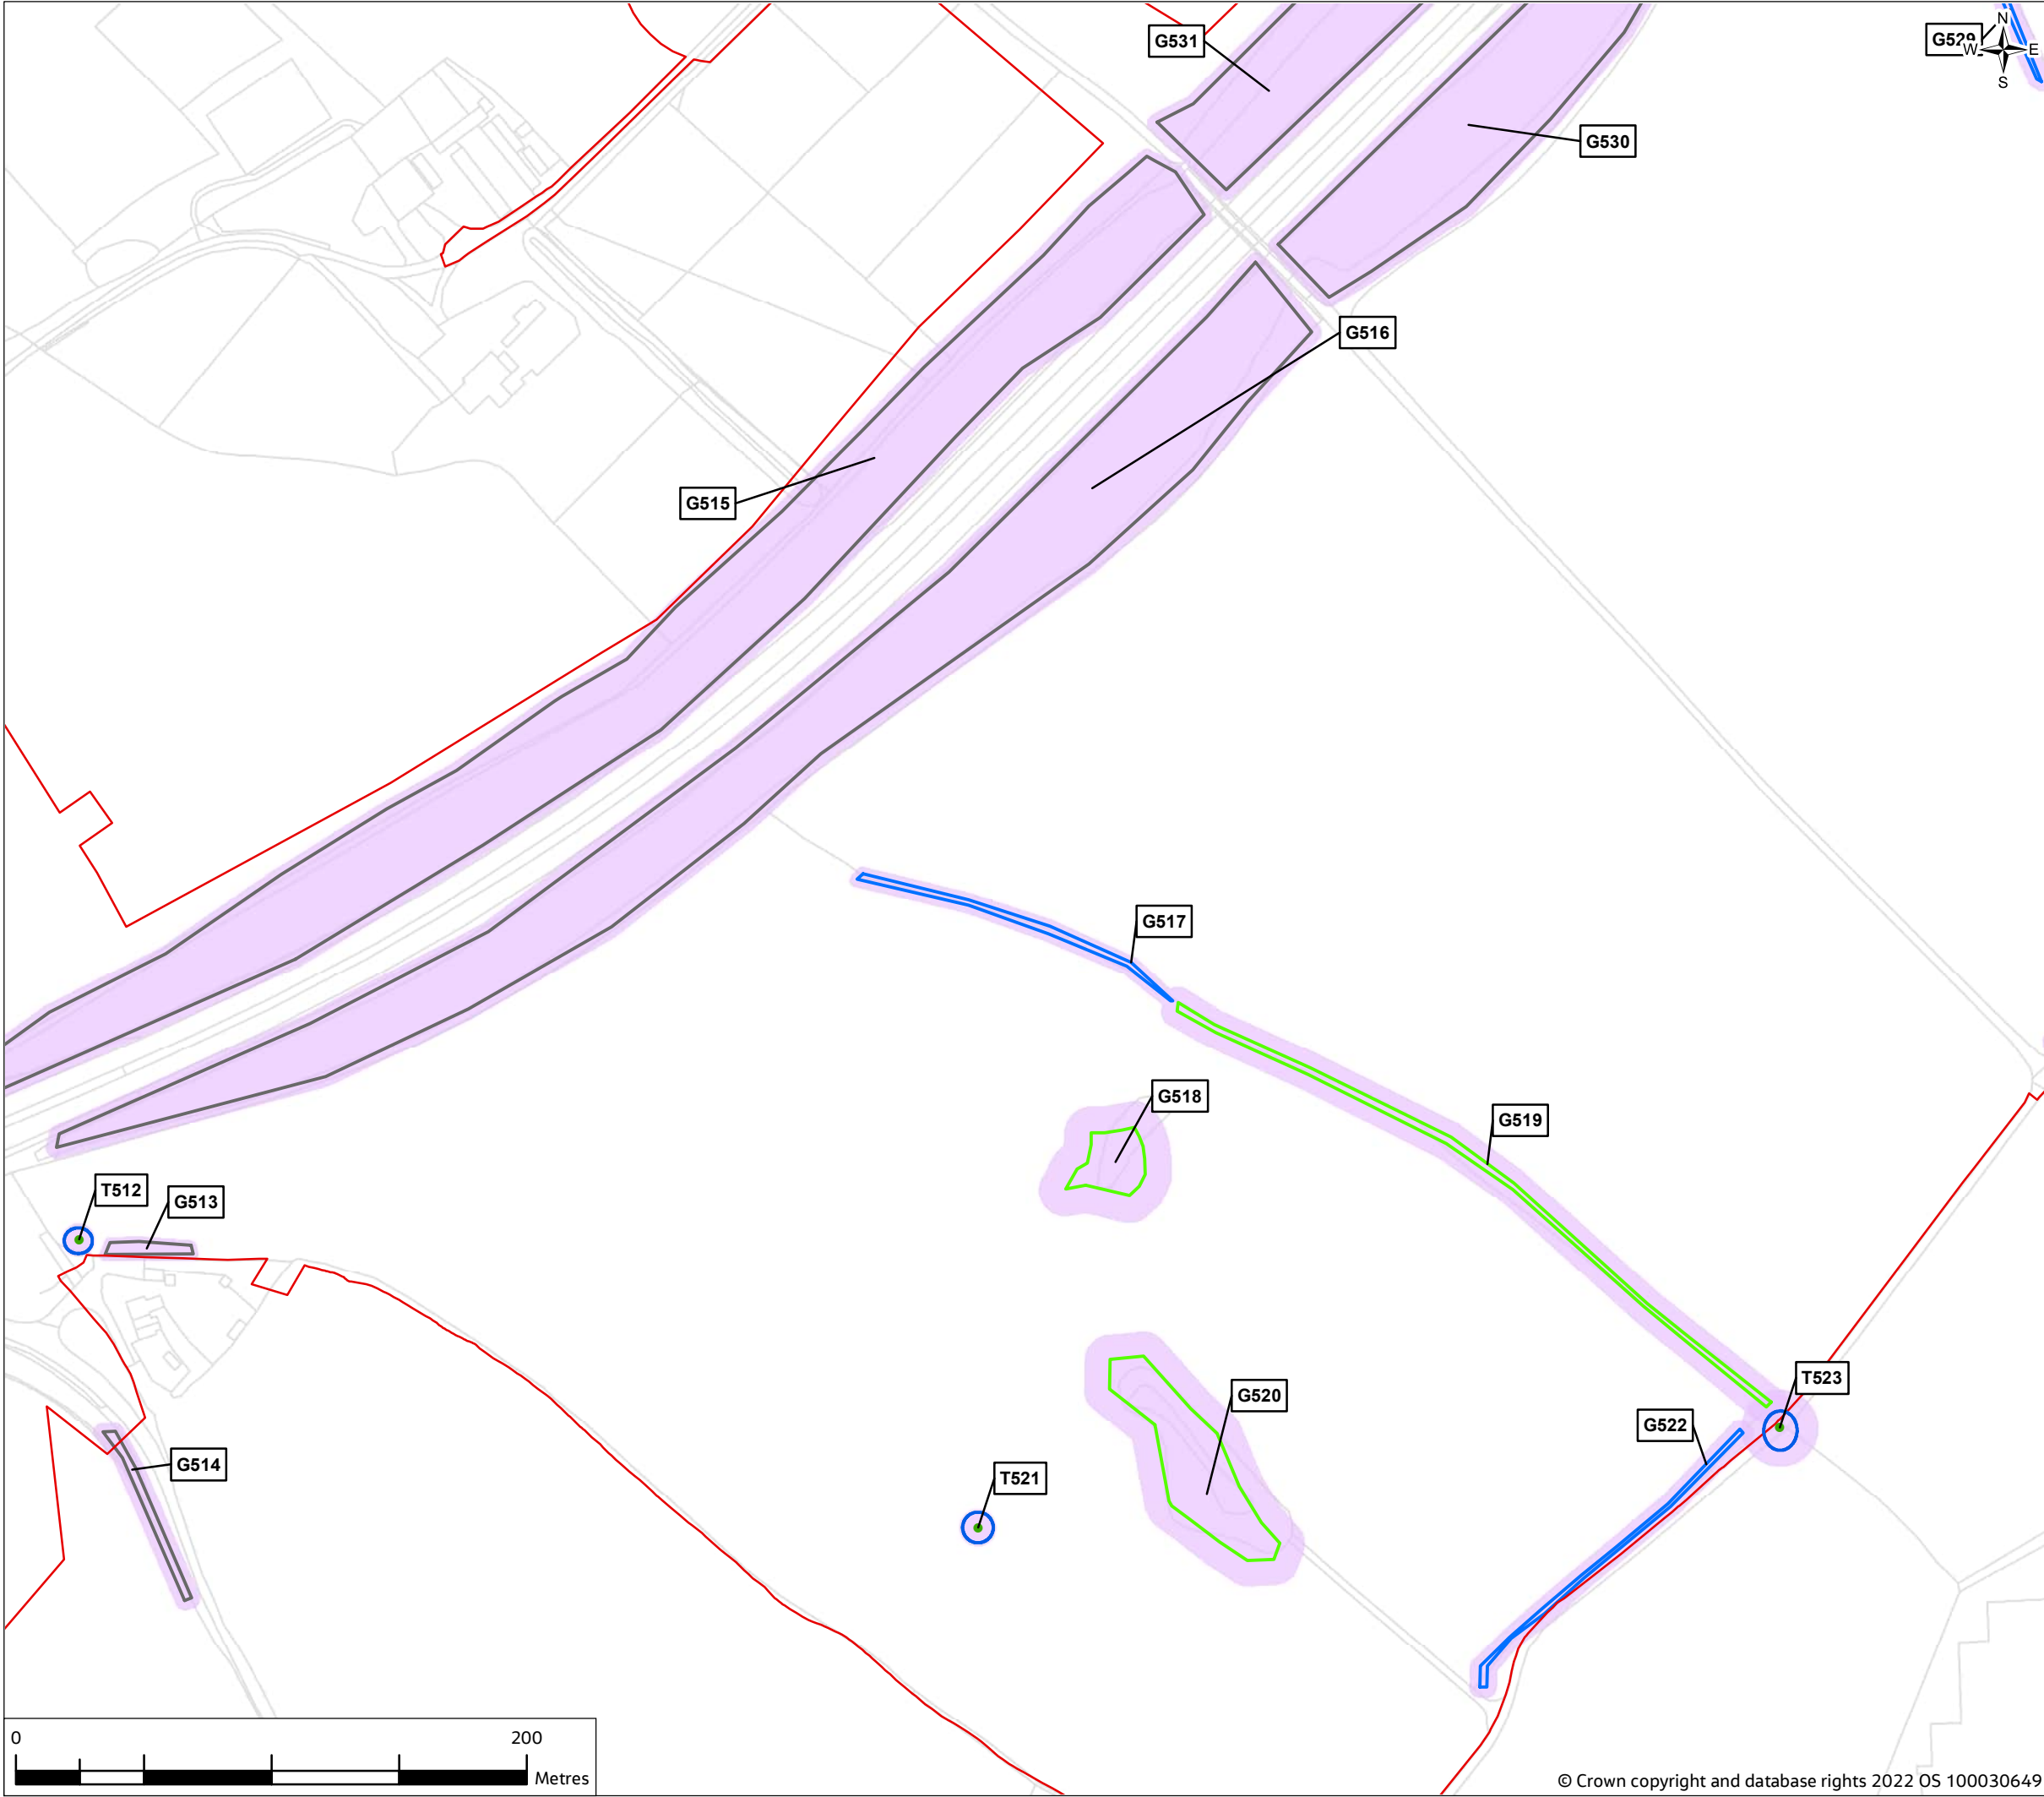 G531
G529
N
W
E
S
G530
G516
G515
G517
G518
G519
T512
G513
T523
G520
G522
G514
T521
0
200
Metres
© Crown copyright and database rights 2022 OS 100030649